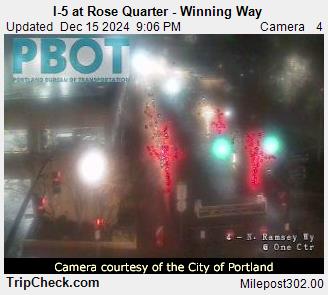 I-5 at Rose Quarter - Winning Way
Updated Dec 15 2024 9:06 PM Camera 4
PBOT
PORTLAND BUREAU OF TRANSPORTATION
4 - N. Ramsey Wy
@ One Ctr
Camera courtesy of the City of Portland
TripCheck.com Milepost302.00